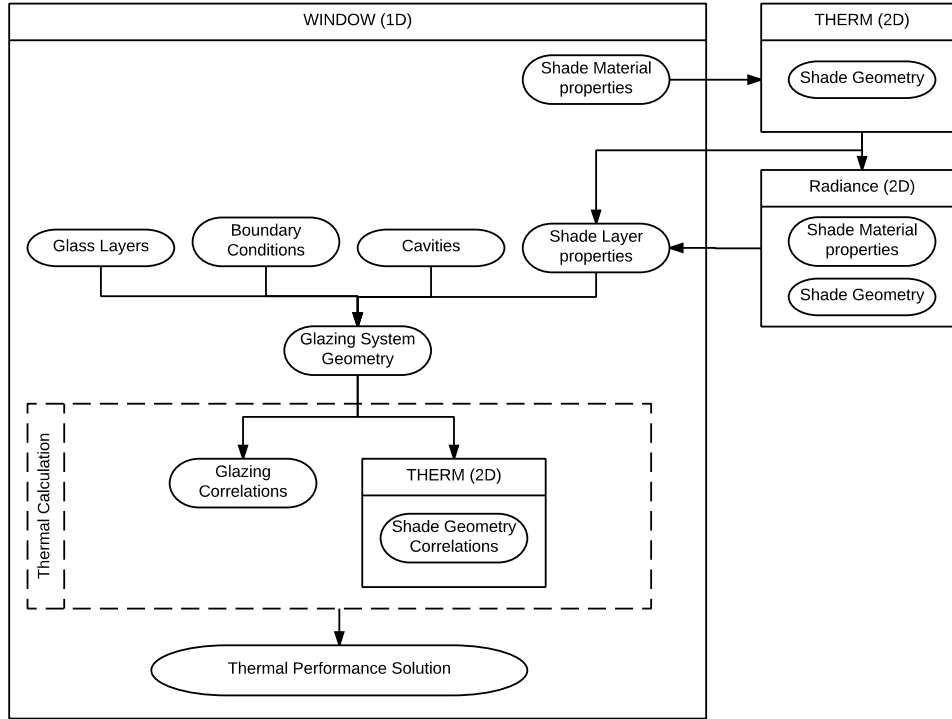 WINDOW (1D)
THERM (2D)
Shade Material
properties
Shade Geometry
Radiance (2D)
Glass Layers
Boundary
Conditions
Cavities
Shade Layer
properties
Shade Material
properties
Shade Geometry
Glazing System
Geometry
Thermal Calculation
Glazing
Correlations
THERM (2D)
Shade Geometry
Correlations
Thermal Performance Solution